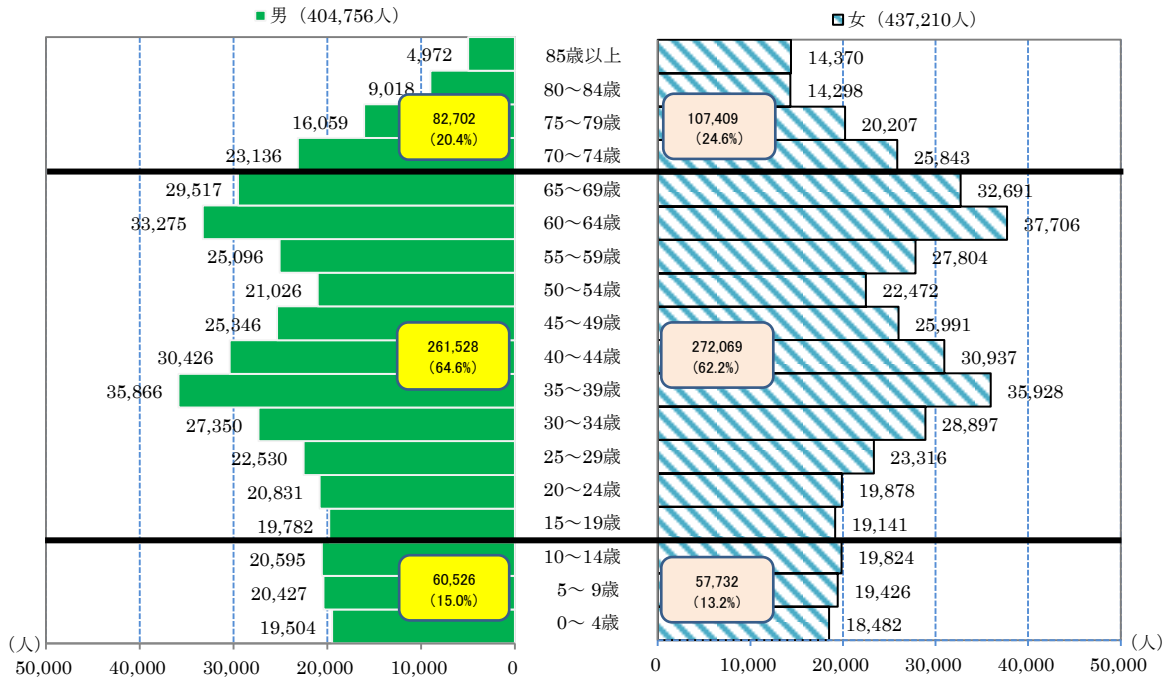 男（404,756人） 女（437,210人）
4,972 85歳以上 14,370
9,018 80～84歳 14,298
16,059 75～79歳 20,207
82,702
(20.4%)
107,409
(24.6%)
23,136 70～74歳 25,843
29,517 65～69歳 32,691
33,275 60～64歳 37,706
25,096 55～59歳 27,804
21,026 50～54歳 22,472
25,346 45～49歳 25,991
261,528
(64.6%)
272,069
(62.2%)
30,426 40～44歳 30,937
35,866 35～39歳 35,928
27,350 30～34歳 28,897
22,530 25～29歳 23,316
20,831 20～24歳 19,878
19,782 15～19歳 19,141
20,595 10～14歳 19,824
60,526
(15.0%)
57,732
(13.2%)
20,427 5～ 9歳 19,426
19,504 0～ 4歳 18,482
(人) (人)
50,000 40,000 30,000 20,000 10,000 0 0 10,000 20,000 30,000 40,000 50,000